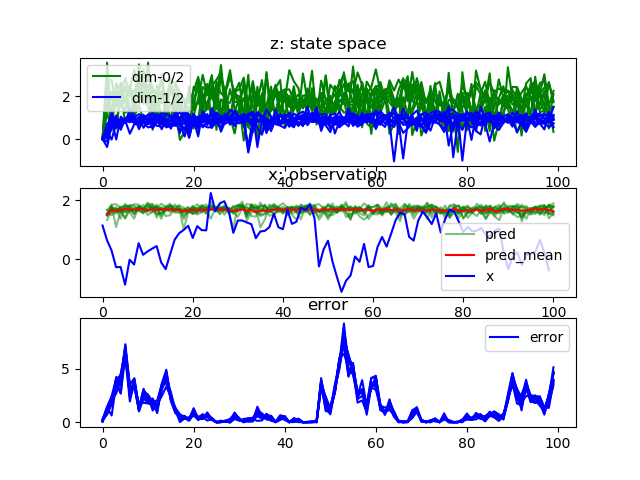 z: state space
dim-0/2
dim-1/2
2
0
0 20 40 60 80 100
x: observation
2
0
pred
pred_mean
x
0 20 40 60 80 100
error
5
0
error
0 20 40 60 80 100